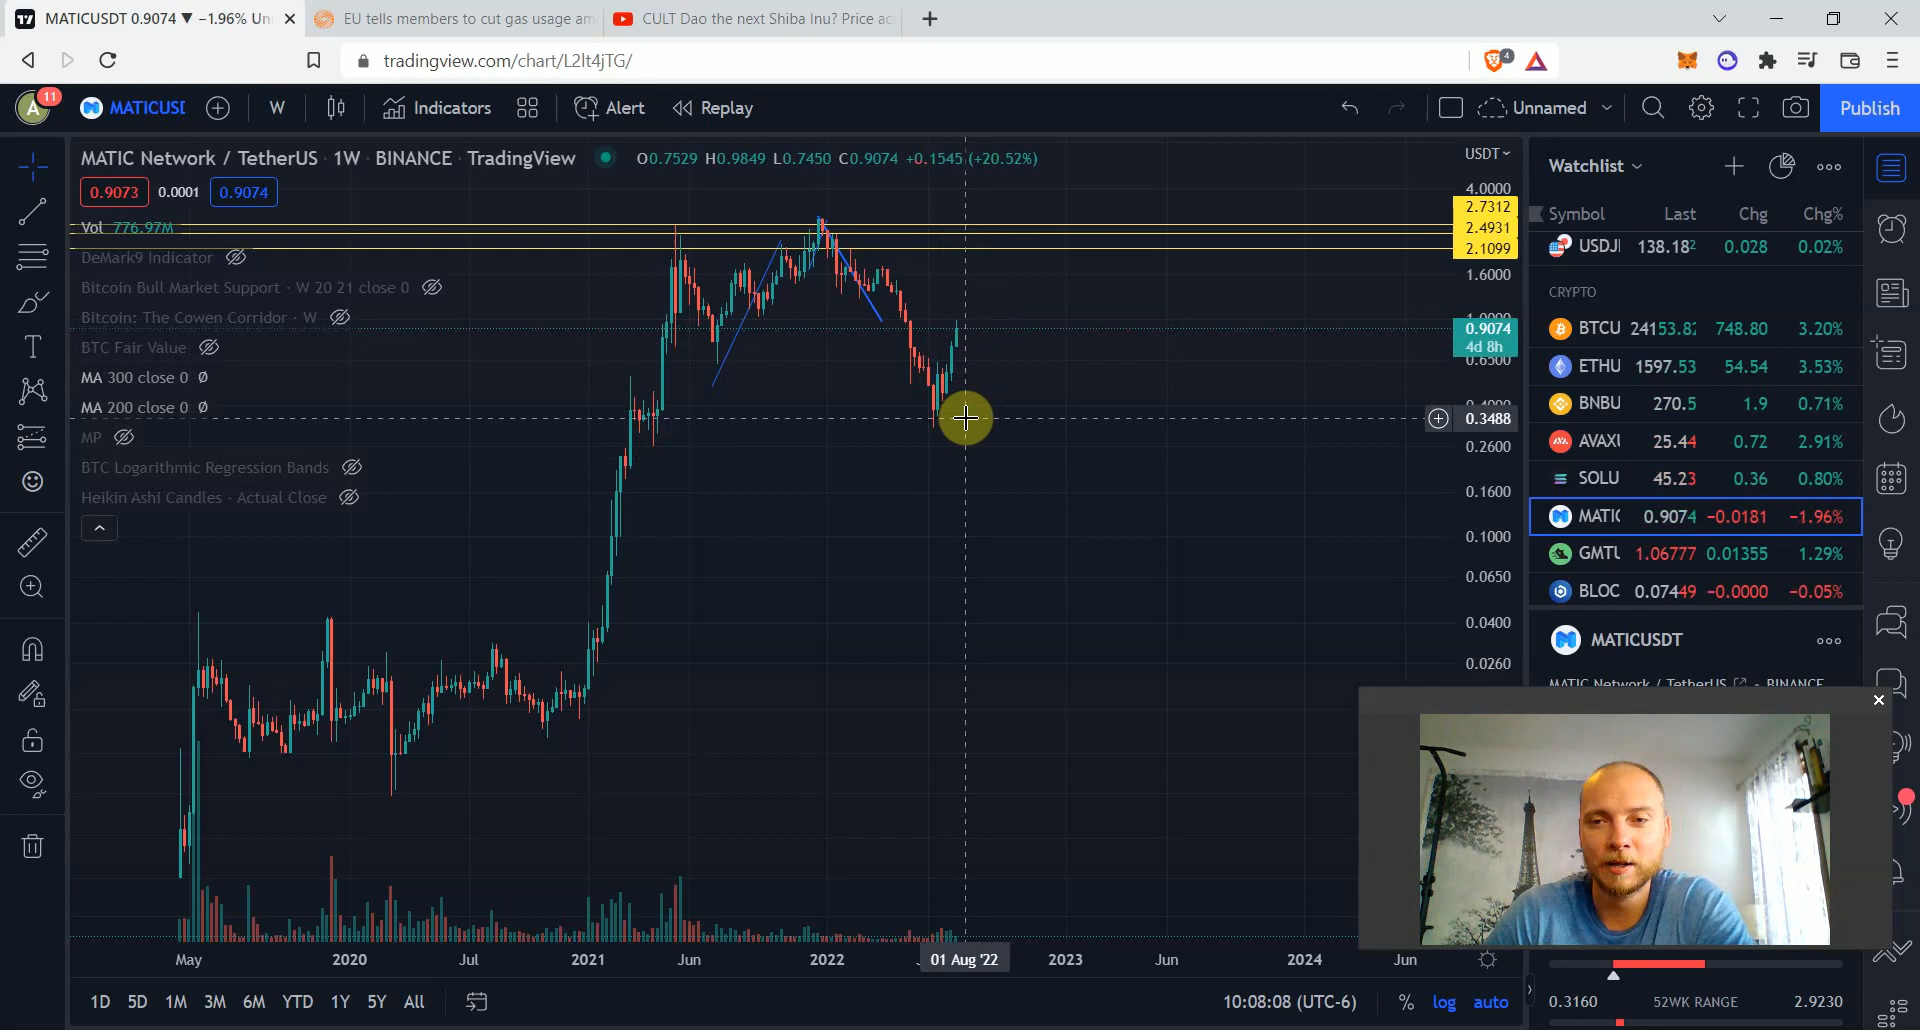 MATICUSDT 0.9074 ▼ −1.96% Un
EU tells members to cut gas usage am
CULT Dao the next Shiba Inu? Price ac
tradingview.com/chart/L2lt4jTG/
4
A
11
MATICUSD
W
Indicators
Alert
Replay
Unnamed
Publish
MATIC Network / TetherUS · 1W · BINANCE · TradingView
O0.7529 H0.9849 L0.7450 C0.9074 +0.1545 (+20.52%)
0.9073
0.0001
0.9074
Vol 776.97M
DeMark9 Indicator
Bitcoin Bull Market Support · W 20 21 close 0
Bitcoin: The Cowen Corridor · W
BTC Fair Value
MA 300 close 0 Ø
MA 200 close 0 Ø
MP
BTC Logarithmic Regression Bands
Heikin Ashi Candles - Actual Close
USDT
4.0000
2.7312
2.4931
2.1099
1.6000
1.0000
0.9074
4d 8h
0.6500
0.4000
0.3488
0.2600
0.1600
0.1000
0.0650
0.0400
0.0260
May
2020
Jul
2021
Jun
2022
01 Aug '22
2023
Jun
2024
Jun
1D 5D 1M 3M 6M YTD 1Y 5Y All
10:08:08 (UTC-6)
% log auto
Watchlist
Symbol Last Chg Chg%
USDJ 138.182 0.028 0.02%
CRYPTO
BTCU 24153.82 748.80 3.20%
ETHU 1597.53 54.54 3.53%
BNBU 270.5 1.9 0.71%
AVAXU 25.44 0.72 2.91%
SOLU 45.23 0.36 0.80%
MATIC 0.9074 −0.0181 −1.96%
GMTU 1.06777 0.01355 1.29%
BLOC 0.07449 −0.0000 −0.05%
MATICUSDT
MATIC Network / TetherUS · BINANCE
0.3160 52WK RANGE 2.9230